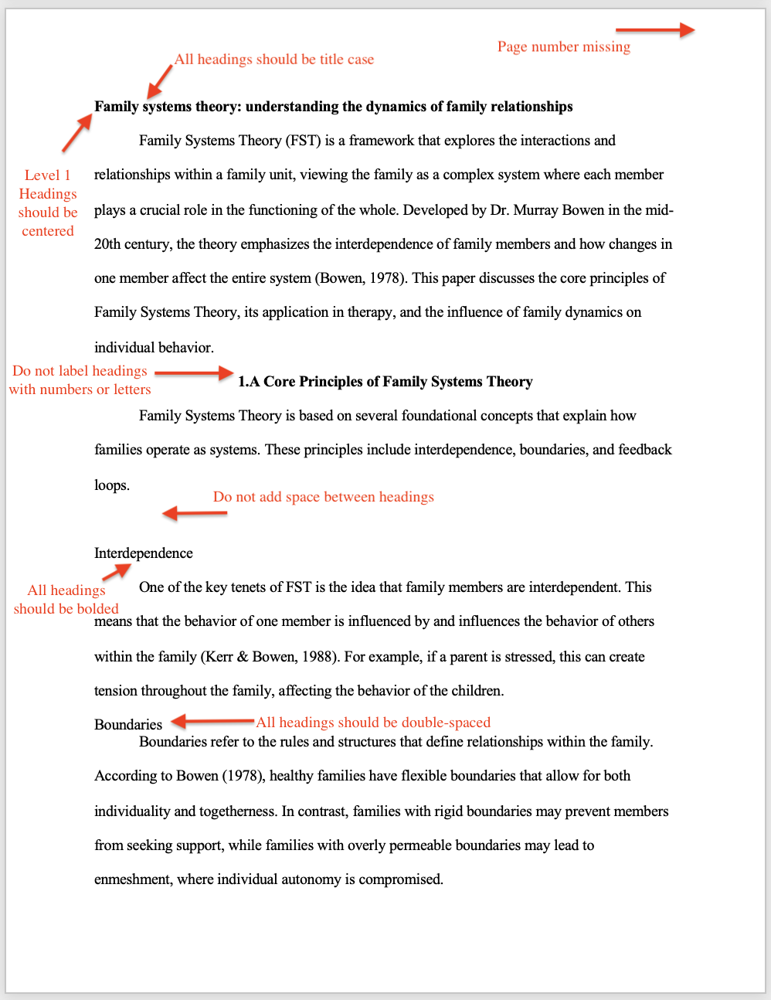 Page number missing
All headings should be title case
Family systems theory: understanding the dynamics of family relationships
Family Systems Theory (FST) is a framework that explores the interactions and
Level 1
Headings
should be
centered
relationships within a family unit, viewing the family as a complex system where each member
plays a crucial role in the functioning of the whole. Developed by Dr. Murray Bowen in the mid-
20th century, the theory emphasizes the interdependence of family members and how changes in
one member affect the entire system (Bowen, 1978). This paper discusses the core principles of
Family Systems Theory, its application in therapy, and the influence of family dynamics on
individual behavior.
Do not label headings
with numbers or letters
1.A Core Principles of Family Systems Theory
Family Systems Theory is based on several foundational concepts that explain how
families operate as systems. These principles include interdependence, boundaries, and feedback
loops.
Do not add space between headings
Interdependence
All headings
should be bolded
One of the key tenets of FST is the idea that family members are interdependent. This
means that the behavior of one member is influenced by and influences the behavior of others
within the family (Kerr & Bowen, 1988). For example, if a parent is stressed, this can create
tension throughout the family, affecting the behavior of the children.
Boundaries
All headings should be double-spaced
Boundaries refer to the rules and structures that define relationships within the family.
According to Bowen (1978), healthy families have flexible boundaries that allow for both
individuality and togetherness. In contrast, families with rigid boundaries may prevent members
from seeking support, while families with overly permeable boundaries may lead to
enmeshment, where individual autonomy is compromised.